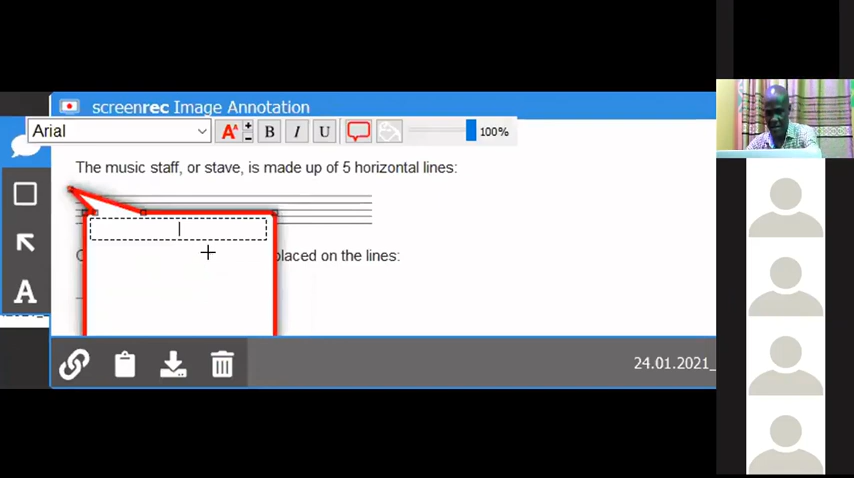 screenrec Image Annotation
Arial
A B I U 100%
The music staff, or stave, is made up of 5 horizontal lines:
placed on the lines:
A
24.01.2021_